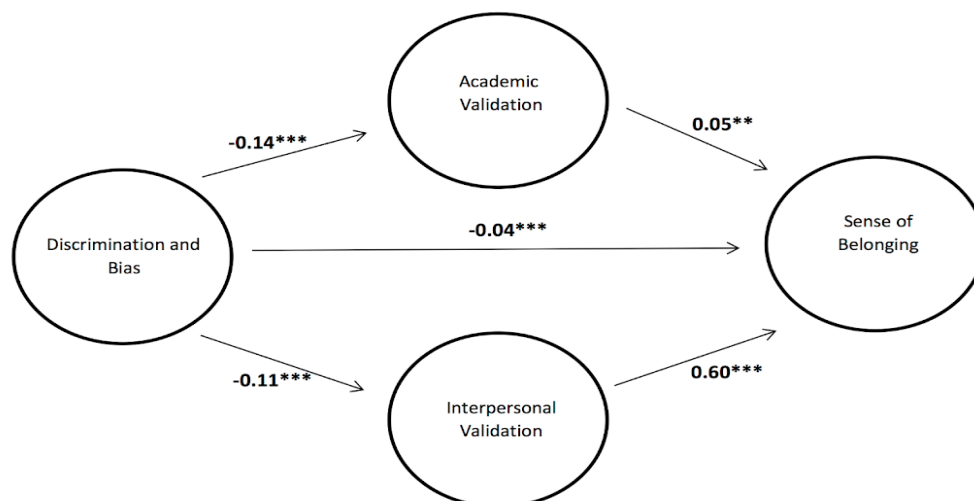 Academic
Validation
-0.14***
0.05**
Discrimination and
Bias
-0.04***
Sense of
Belonging
-0.11***
0.60***
Interpersonal
Validation